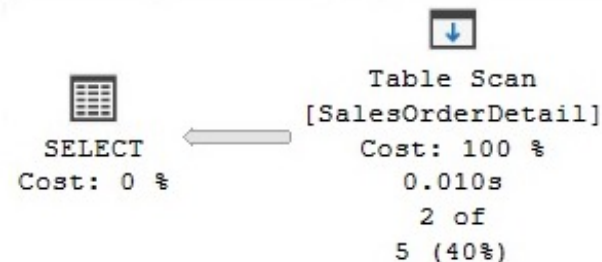 SELECT
Cost: 0 %
Table Scan
[SalesOrderDetail]
Cost: 100 %
0.010s
2 of
5 (40%)